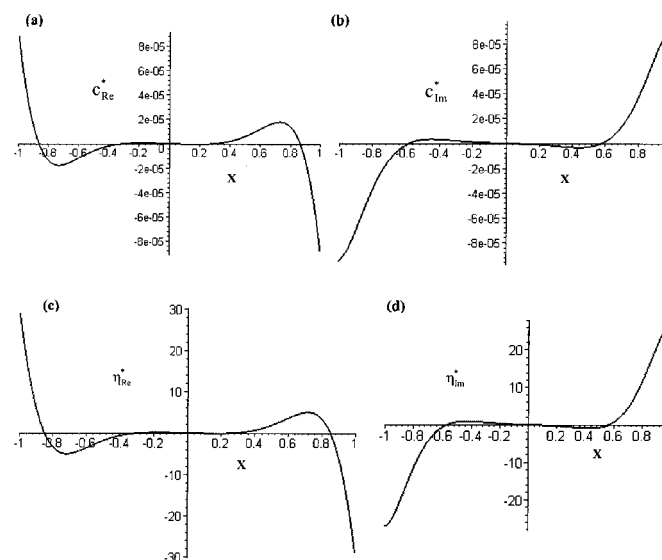 (a)
8e-05
6e-05
4e-05
2e-05
0
-2e-05
-4e-05
-6e-05
-8e-05
c*Re
-1 -0.8 -0.6 -0.4 -0.2 0.2 0.4 0.6 0.8 1
X
(b)
8e-05
6e-05
4e-05
2e-05
-2e-05
-4e-05
-6e-05
-8e-05
c*Im
-1 -0.8 -0.6 -0.4 -0.2 0 0.2 0.4 0.6 0.8
X
(c)
30
20
10
-10
-20
-30
η*Re
-1 -0.8 -0.6 -0.4 -0.2 0 0.2 0.4 0.6 0.8 1
X
(d)
20
10
-10
-20
η*Im
-1 -0.8 -0.6 -0.4 -0.2 0 0.2 0.4 0.6 0.8
X